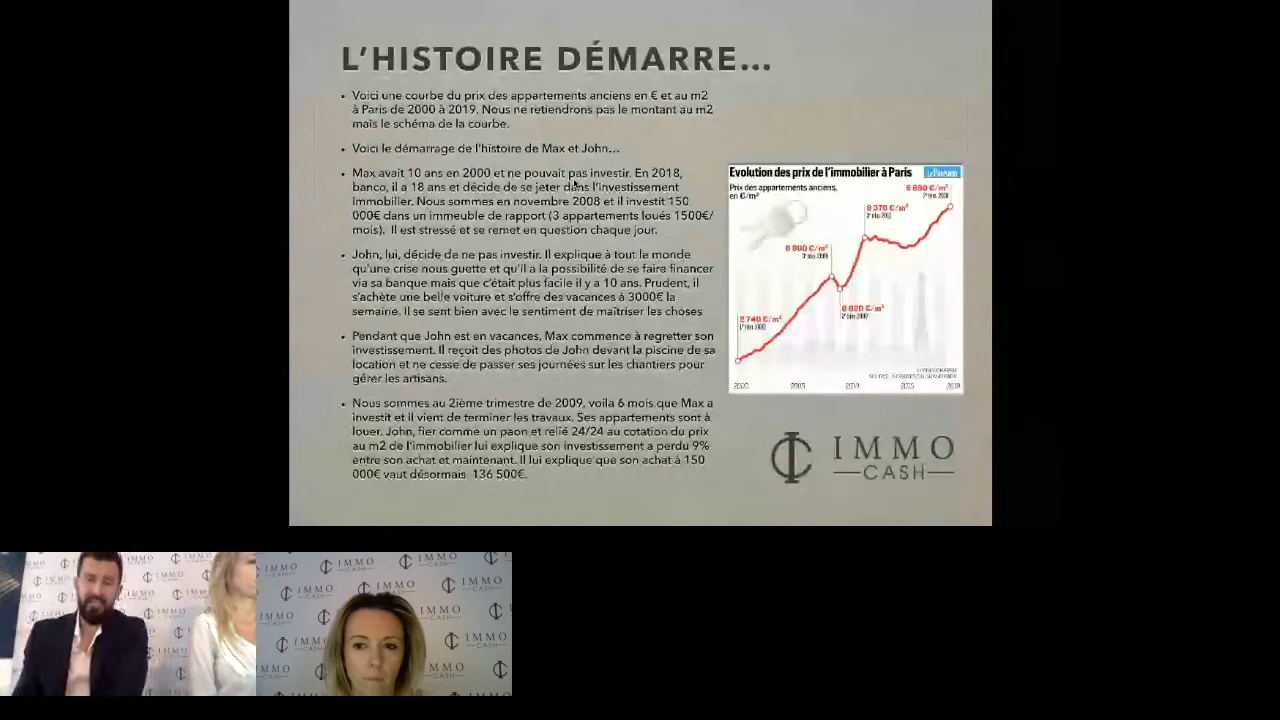 L'HISTOIRE DÉMARRE...
• Voici une courbe du prix des appartements anciens en € et au m2
à Paris de 2000 à 2019. Nous ne retiendrons pas le montant au m2
mais le schéma de la courbe.
• Voici le démarrage de l'histoire de Max et John...
• Max avait 10 ans en 2000 et ne pouvait pas investir. En 2018,
banco, il a 18 ans et décide de se jeter dans l'investissement
immobilier. Nous sommes en novembre 2008 et il investit 150
000€ dans un immeuble de rapport (3 appartements loués 1500€/
mois). Il est stressé et se remet en question chaque jour.
• John, lui, décide de ne pas investir. Il explique à tout le monde
qu'une crise nous guette et qu'il a la possibilité de se faire financer
via sa banque mais que c'était plus facile il y a 10 ans. Prudent, il
s'achète une belle voiture et s'offre des vacances à 3000€ la
semaine. Il se sent bien avec le sentiment de maîtriser les choses
• Pendant que John est en vacances, Max commence à regretter son
investissement. Il reçoit des photos de John devant la piscine de sa
location et ne cesse de passer ses journées sur les chantiers pour
gérer les artisans.
• Nous sommes au 2ième trimestre de 2009, voila 6 mois que Max a
investit et il vient de terminer les travaux. Ses appartements sont à
louer. John, fier comme un paon et relié 24/24 au cotation du prix
au m2 de l'immobilier lui explique son investissement a perdu 9%
entre son achat et maintenant. Il lui explique que son achat à 150
000€ vaut désormais 136 500€.
Evolution des prix de l'immobilier à Paris
Le Parisien
Prix des appartements anciens,
en €/m²
2 740 €/m²
2000
2005
IMMO
CASH
IMMO
CASH